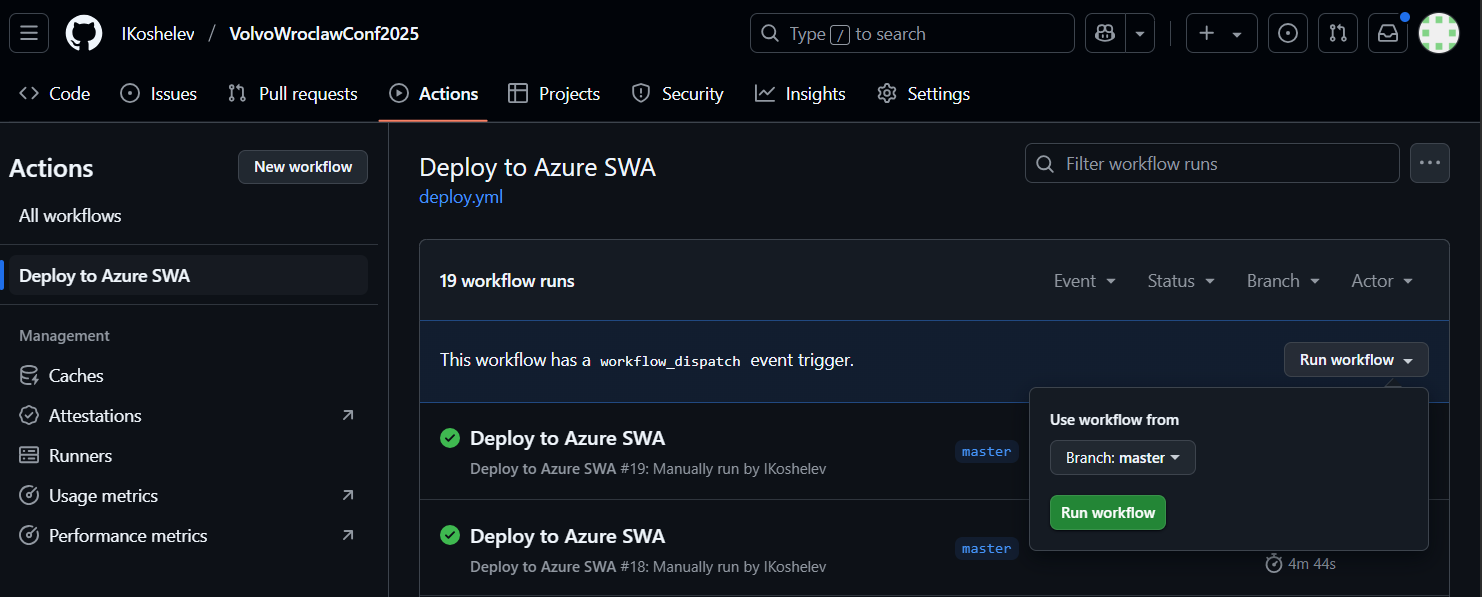 IKoshelev / VolvoWroclawConf2025
Type / to search
Code
Issues
Pull requests
Actions
Projects
Security
Insights
Settings
Actions
New workflow
All workflows
Deploy to Azure SWA
Management
Caches
Attestations
Runners
Usage metrics
Performance metrics
Deploy to Azure SWA
deploy.yml
Filter workflow runs
19 workflow runs
Event
Status
Branch
Actor
This workflow has a workflow_dispatch event trigger.
Run workflow
Use workflow from
Branch: master
Run workflow
Deploy to Azure SWA
Deploy to Azure SWA #19: Manually run by IKoshelev
master
Deploy to Azure SWA
Deploy to Azure SWA #18: Manually run by IKoshelev
master
4m 44s